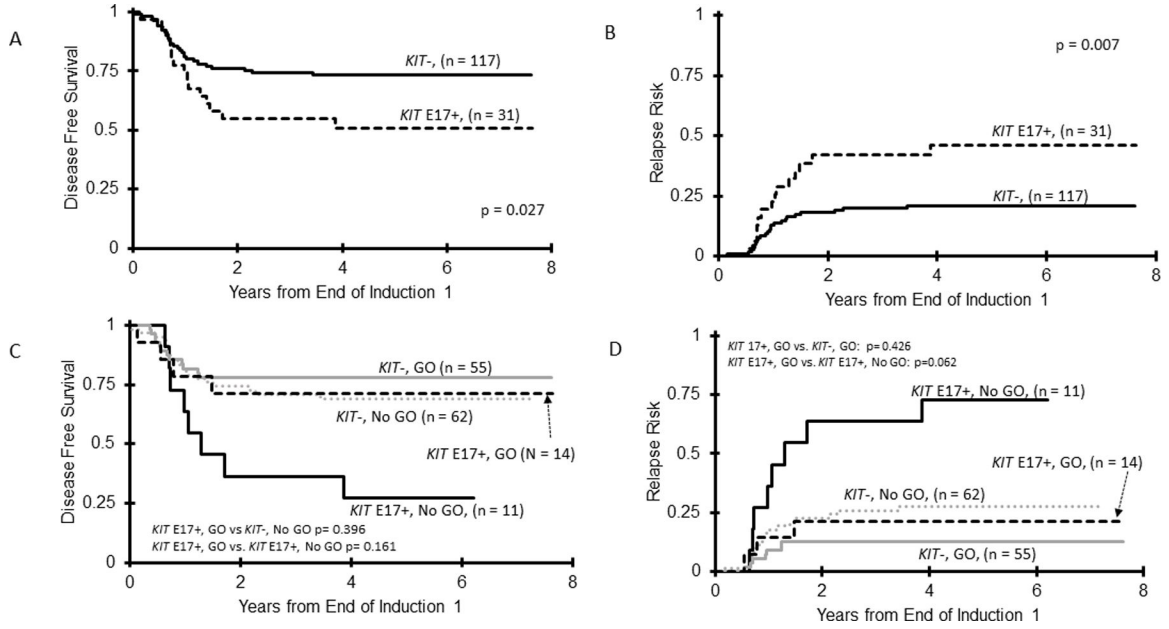 A
Disease Free Survival
1
0.75
0.5
0.25
0
KIT-, (n = 117)
KIT E17+, (n = 31)
p = 0.027
0 2 4 6 8
Years from End of Induction 1
B
Relapse Risk
1
0.75
0.5
0.25
0
p = 0.007
KIT E17+, (n = 31)
KIT-, (n = 117)
0 2 4 6 8
Years from End of Induction 1
C
Disease Free Survival
1
0.75
0.5
0.25
0
KIT-, GO (n = 55)
KIT-, No GO (n = 62)
KIT E17+, GO (N = 14)
KIT E17+, No GO, (n = 11)
KIT E17+, GO vs KIT-, No GO p= 0.396
KIT E17+, GO vs. KIT E17+, No GO p= 0.161
0 2 4 6 8
Years from End of Induction 1
D
Relapse Risk
1
0.75
0.5
0.25
0
KIT 17+, GO vs. KIT-, GO: p= 0.426
KIT E17+, GO vs. KIT E17+, No GO: p=0.062
KIT E17+, No GO, (n = 11)
KIT E17+, GO, (n = 14)
KIT-, No GO, (n = 62)
KIT-, GO, (n = 55)
0 2 4 6 8
Years from End of Induction 1